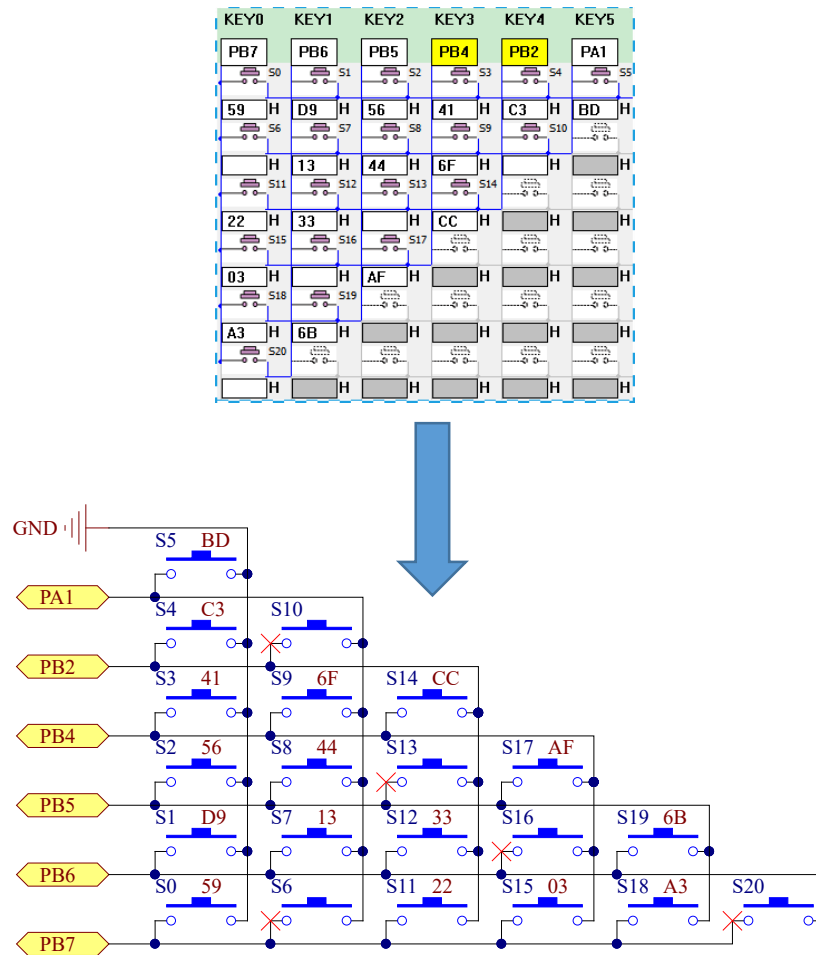 KEY0 KEY1 KEY2 KEY3 KEY4 KEY5
PB7 PB6 PB5 PB4 PB2 PA1
S0 S1 S2 S3 S4 S5
59 H D9 H 56 H 41 H C3 H BD H
S6 S7 S8 S9 S10
H 13 H 44 H 6F H H H
S11 S12 S13 S14
22 H 33 H H CC H H H
S15 S16 S17
03 H H AF H H H H
S18 S19
A3 H 6B H H H H H
S20
H H H H H H
GND
S5 BD
PA1
S4 C3 S10
PB2
S3 41 S9 6F S14 CC
PB4
S2 56 S8 44 S13 S17 AF
PB5
S1 D9 S7 13 S12 33 S16 S19 6B
PB6
S0 59 S6 S11 22 S15 03 S18 A3 S20
PB7